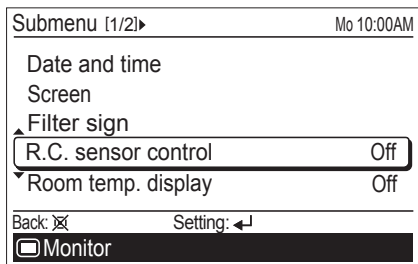 Submenu [1/2] Mo 10:00AM
Date and time
Screen
Filter sign
R.C. sensor control Off
Room temp. display Off
Back: Setting:
Monitor